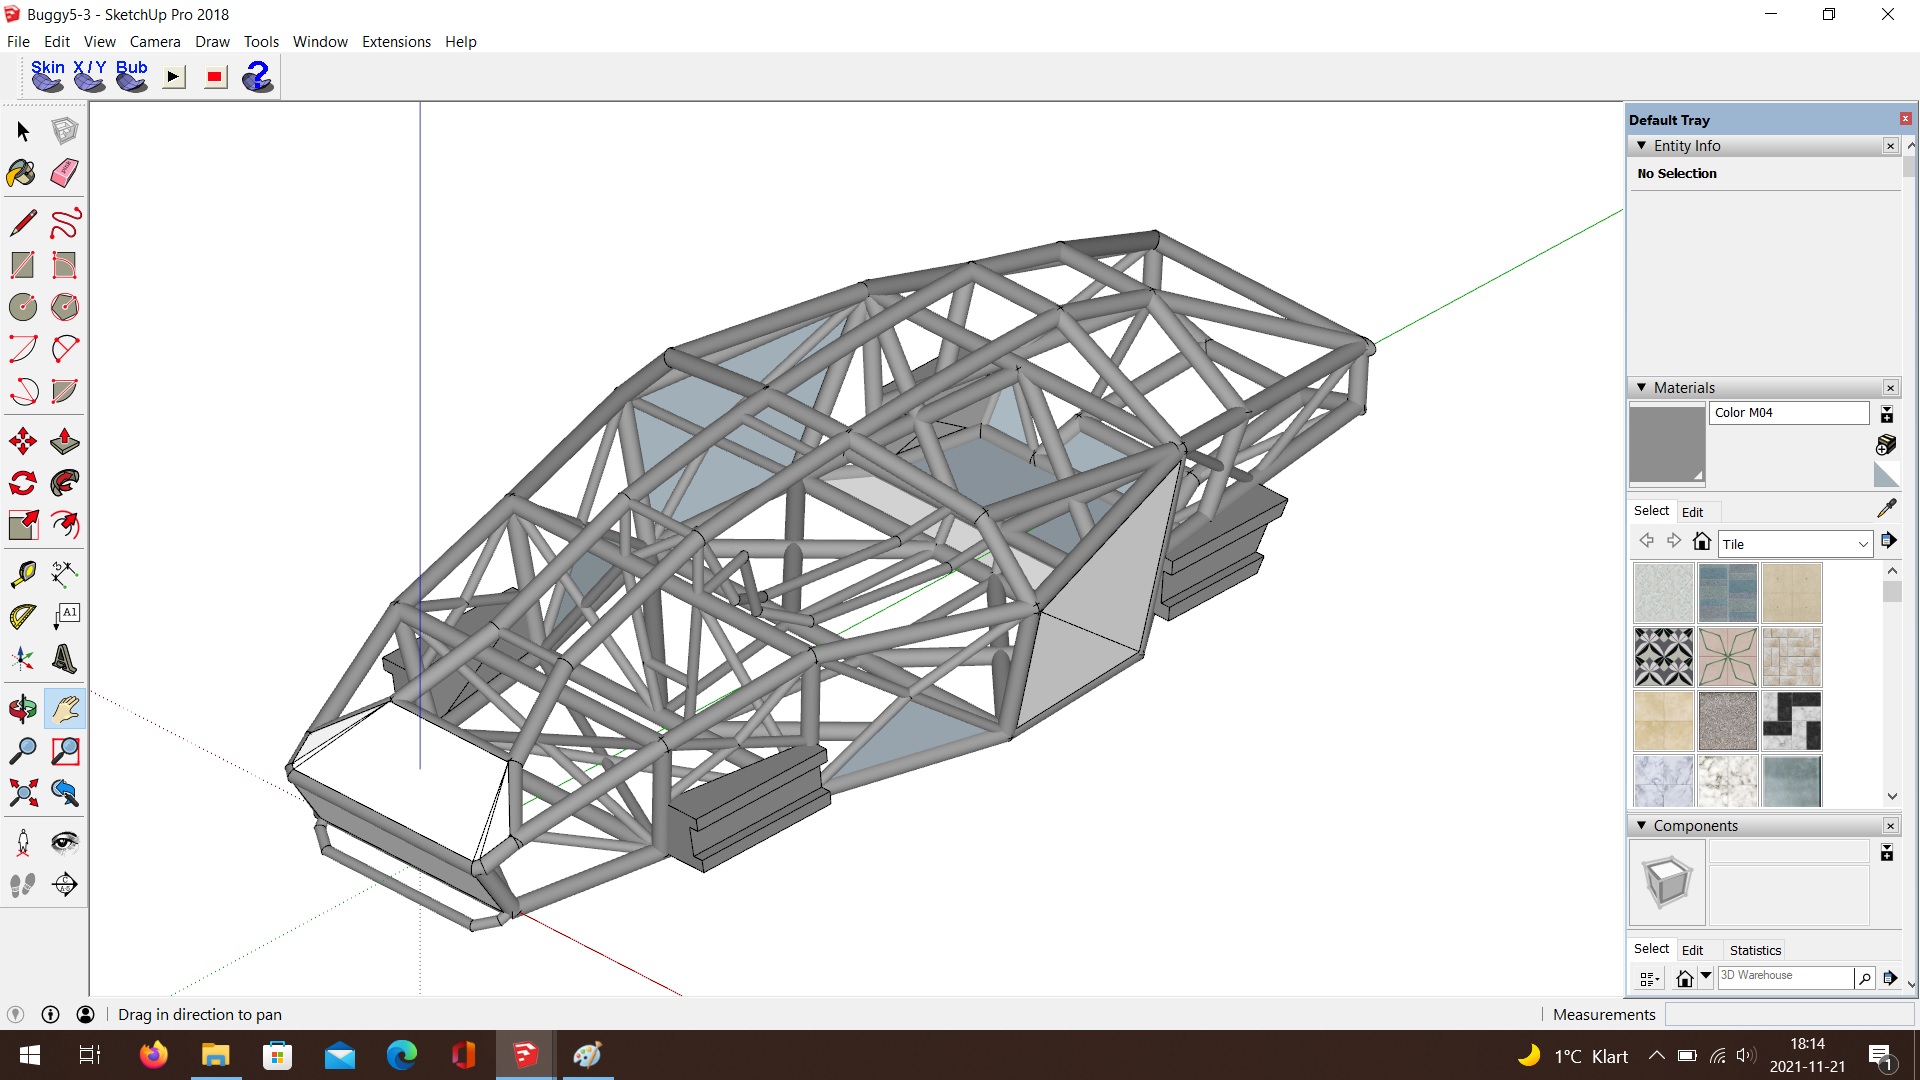 Buggy5-3 - SketchUp Pro 2018
File Edit View Camera Draw Tools Window Extensions Help
Skin X/Y Bub
Default Tray
Entity Info
No Selection
Materials
Color M04
Select Edit
Tile
A1
Components
Select Edit Statistics
3D Warehouse
Drag in direction to pan
Measurements
1°C Klart
18:14
2021-11-21
1